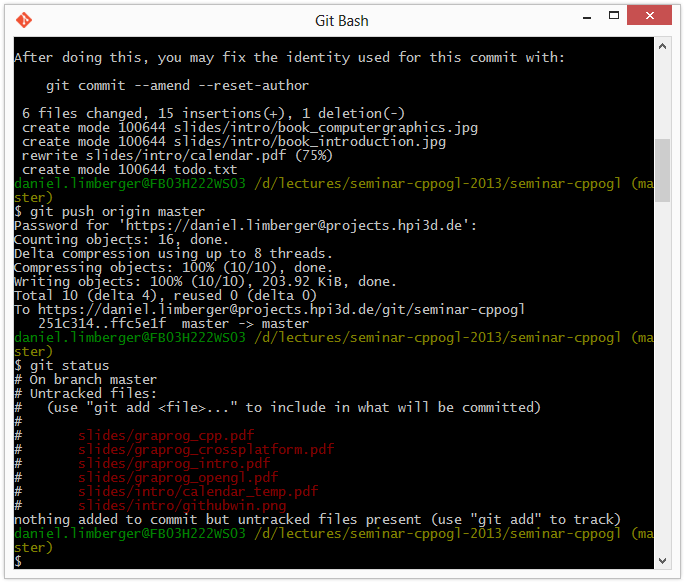 Git Bash
After doing this, you may fix the identity used for this commit with:
    git commit --amend --reset-author
 6 files changed, 15 insertions(+), 1 deletion(-)
 create mode 100644 slides/intro/book_computergraphics.jpg
 create mode 100644 slides/intro/book_introduction.jpg
 rewrite slides/intro/calendar.pdf (75%)
 create mode 100644 todo.txt
daniel.limberger@FB03H222WSO3 /d/lectures/seminar-cppogl-2013/seminar-cppogl (ma
ster)
$ git push origin master
Password for 'https://daniel.limberger@projects.hpi3d.de':
Counting objects: 16, done.
Delta compression using up to 8 threads.
Compressing objects: 100% (10/10), done.
Writing objects: 100% (10/10), 203.92 KiB, done.
Total 10 (delta 4), reused 0 (delta 0)
To https://daniel.limberger@projects.hpi3d.de/git/seminar-cppogl
   251c314..ffc5e1f  master -> master
daniel.limberger@FB03H222WSO3 /d/lectures/seminar-cppogl-2013/seminar-cppogl (ma
ster)
$ git status
# On branch master
# Untracked files:
#   (use "git add <file>..." to include in what will be committed)
#
#       slides/graprog_cpp.pdf
#       slides/graprog_crossplatform.pdf
#       slides/graprog_intro.pdf
#       slides/graprog_opengl.pdf
#       slides/intro/calendar_temp.pdf
#       slides/intro/githubwin.png
nothing added to commit but untracked files present (use "git add" to track)
daniel.limberger@FB03H222WSO3 /d/lectures/seminar-cppogl-2013/seminar-cppogl (ma
ster)
$